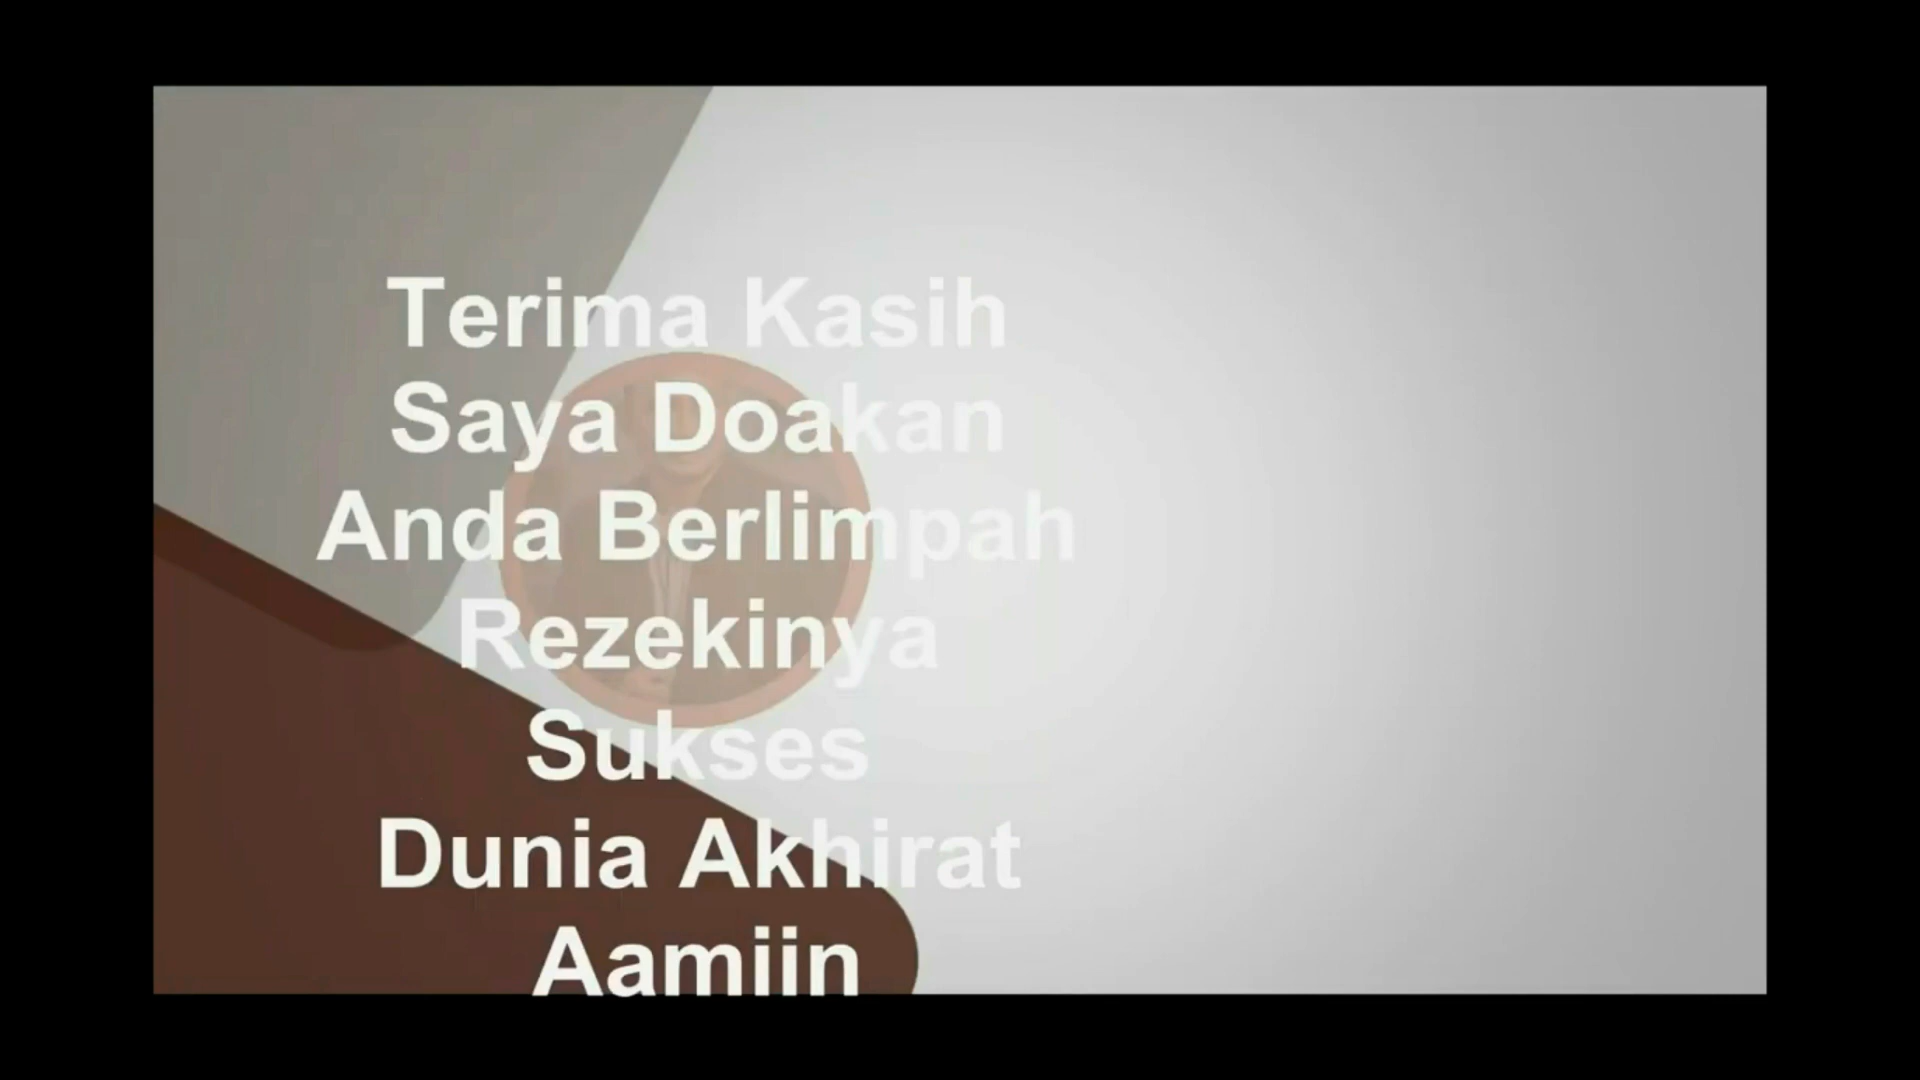 Terima Kasih
Saya Doakan
Anda Berlimpah
Rezekinya
Sukses
Dunia Akhirat
Aamiin